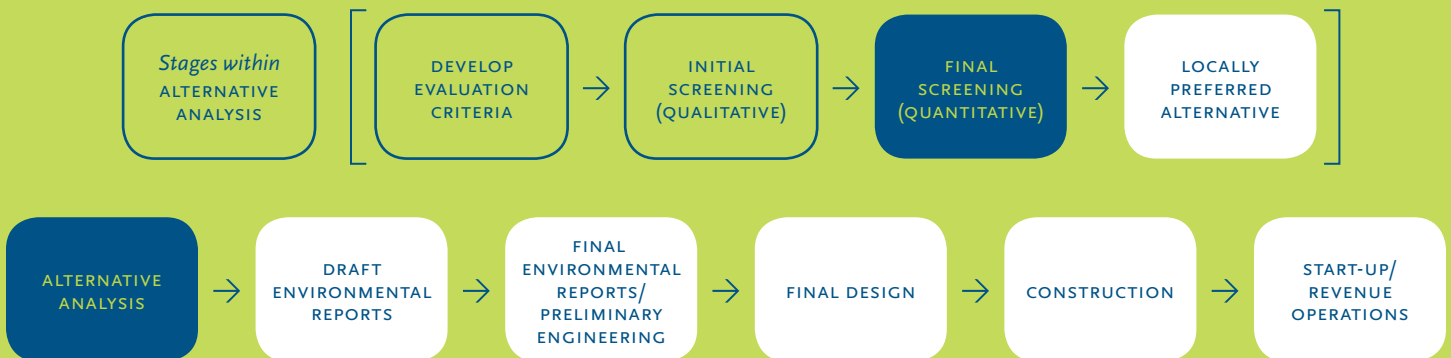 Stages within
ALTERNATIVE
ANALYSIS
DEVELOP
EVALUATION
CRITERIA
INITIAL
SCREENING
(QUALITATIVE)
FINAL
SCREENING
(QUANTITATIVE)
LOCALLY
PREFERRED
ALTERNATIVE
ALTERNATIVE
ANALYSIS
DRAFT
ENVIRONMENTAL
REPORTS
FINAL
ENVIRONMENTAL
REPORTS/
PRELIMINARY
ENGINEERING
FINAL DESIGN
CONSTRUCTION
START-UP/
REVENUE
OPERATIONS